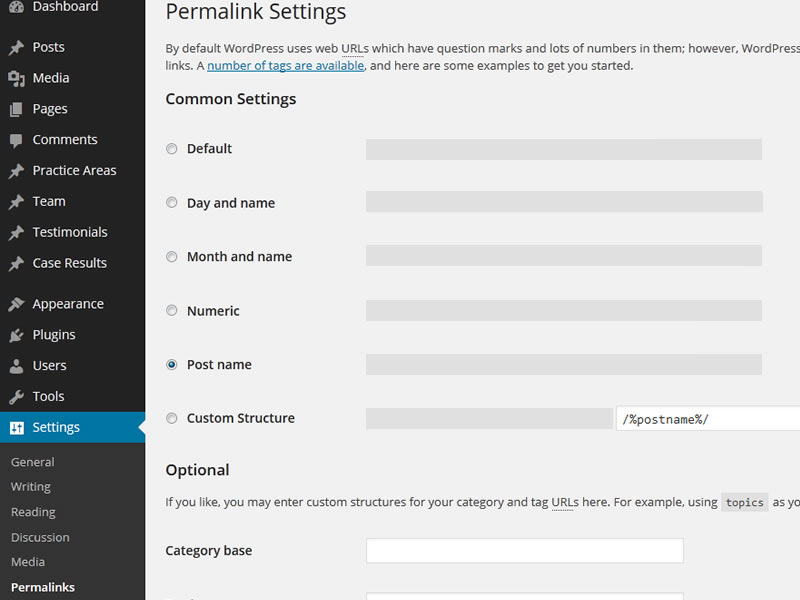 Dashboard
Posts
Media
Pages
Comments
Practice Areas
Team
Testimonials
Case Results
Appearance
Plugins
Users
Tools
Settings
General
Writing
Reading
Discussion
Media
Permalinks
Permalink Settings
By default WordPress uses web URLs which have question marks and lots of numbers in them; however, WordPress
links. A number of tags are available, and here are some examples to get you started.
Common Settings
Default
Day and name
Month and name
Numeric
Post name
Custom Structure /%postname%/
Optional
If you like, you may enter custom structures for your category and tag URLs here. For example, using topics as yo
Category base